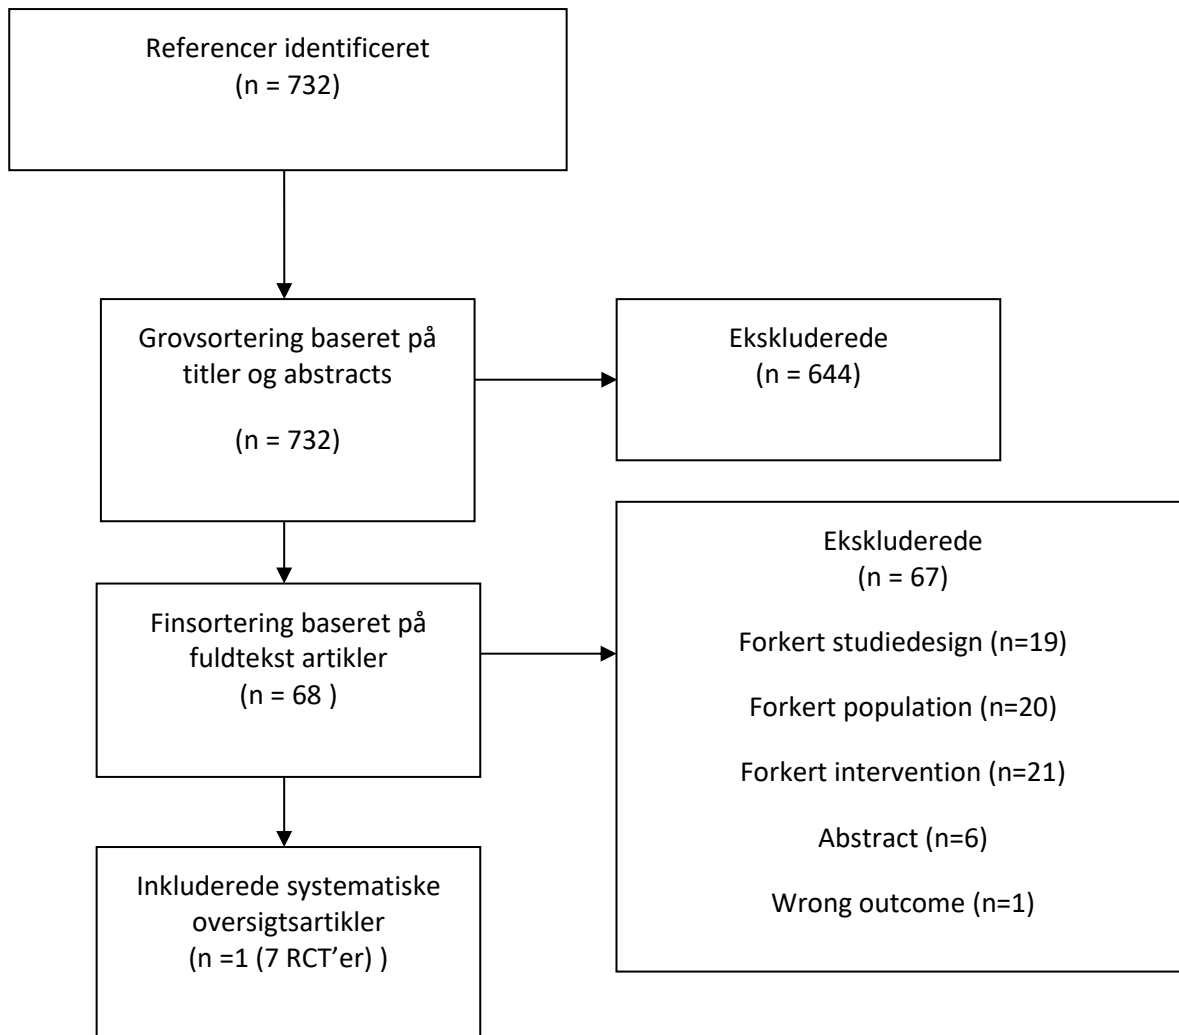 Referencer identificeret
(n = 732)
Grovsortering baseret på
titler og abstracts
(n = 732)
Ekskluderede
(n = 644)
Finsortering baseret på
fuldtekst artikler
(n = 68 )
Ekskluderede
(n = 67)
Forkert studiedesign (n=19)
Forkert population (n=20)
Forkert intervention (n=21)
Abstract (n=6)
Wrong outcome (n=1)
Inkluderede systematiske
oversigtsartikler
(n =1 (7 RCT’er) )